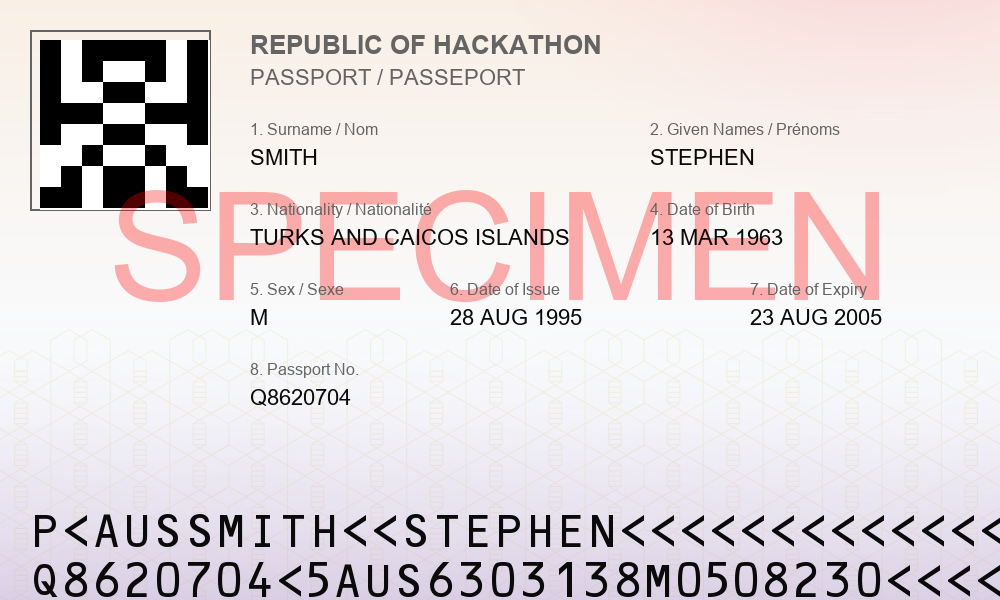 REPUBLIC OF HACKATHON
PASSPORT / PASSEPORT
1. Surname / Nom
2. Given Names / Prénoms
SMITH
STEPHEN
SPECIMEN
3. Nationality / Nationalité
4. Date of Birth
TURKS AND CAICOS ISLANDS
13 MAR 1963
5. Sex / Sexe
6. Date of Issue
7. Date of Expiry
M
28 AUG 1995
23 AUG 2005
8. Passport No.
Q8620704
P<AUSSMITH<<STEPHEN<<<<<<<<<<<<<
Q8620704<5AUS6303138M0508230<<<<